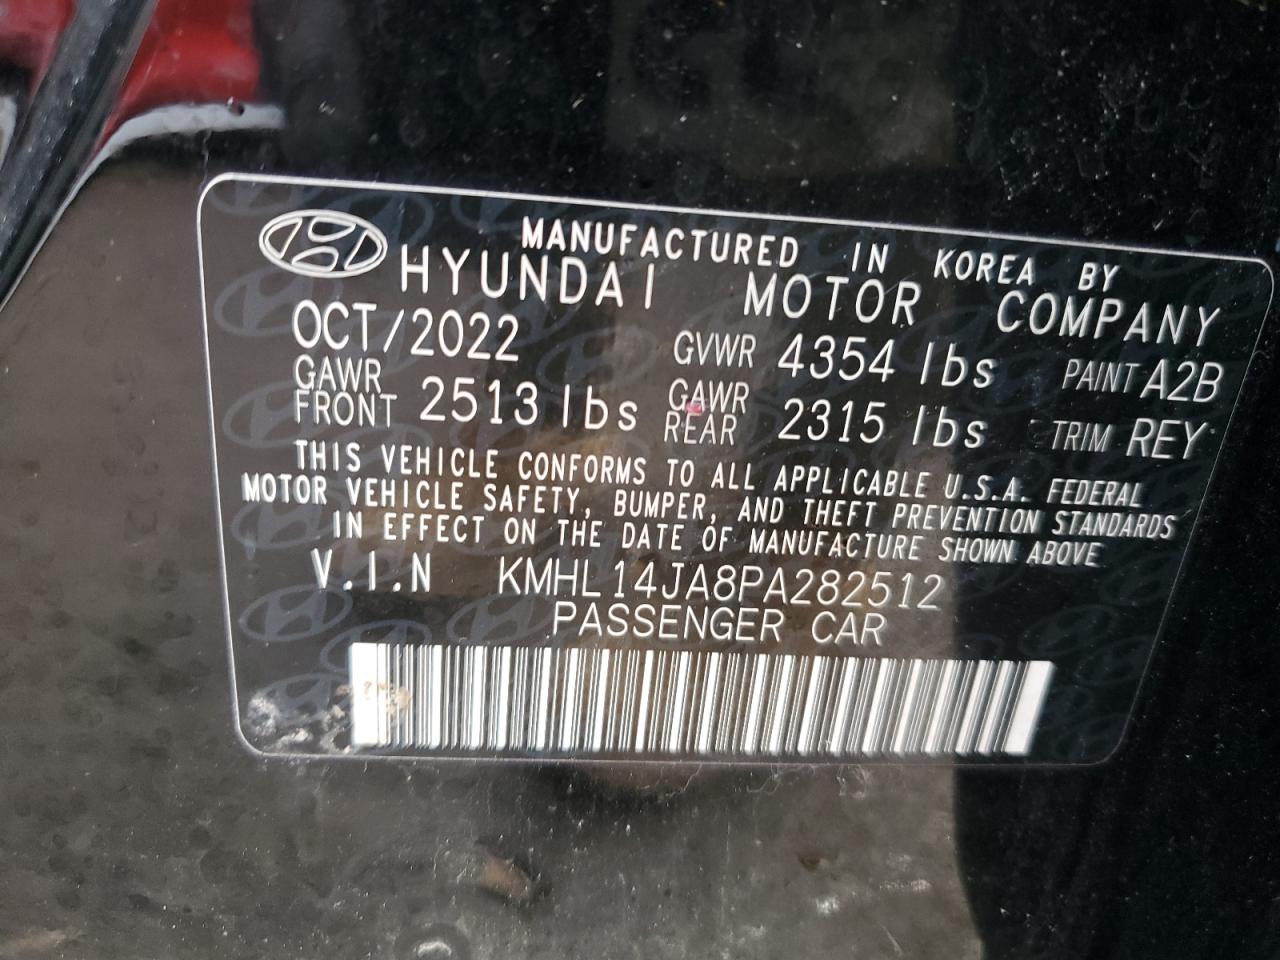 MANUFACTURED IN KOREA BY
HYUNDAI MOTOR COMPANY
OCT/2022 GVWR 4354 lbs PAINT A2B
GAWR FRONT 2513 lbs GAWR REAR 2315 lbs TRIM REY
THIS VEHICLE CONFORMS TO ALL APPLICABLE U.S.A. FEDERAL
MOTOR VEHICLE SAFETY, BUMPER, AND THEFT PREVENTION STANDARDS
IN EFFECT ON THE DATE OF MANUFACTURE SHOWN ABOVE
V.I.N KMHL14JA8PA282512
PASSENGER CAR